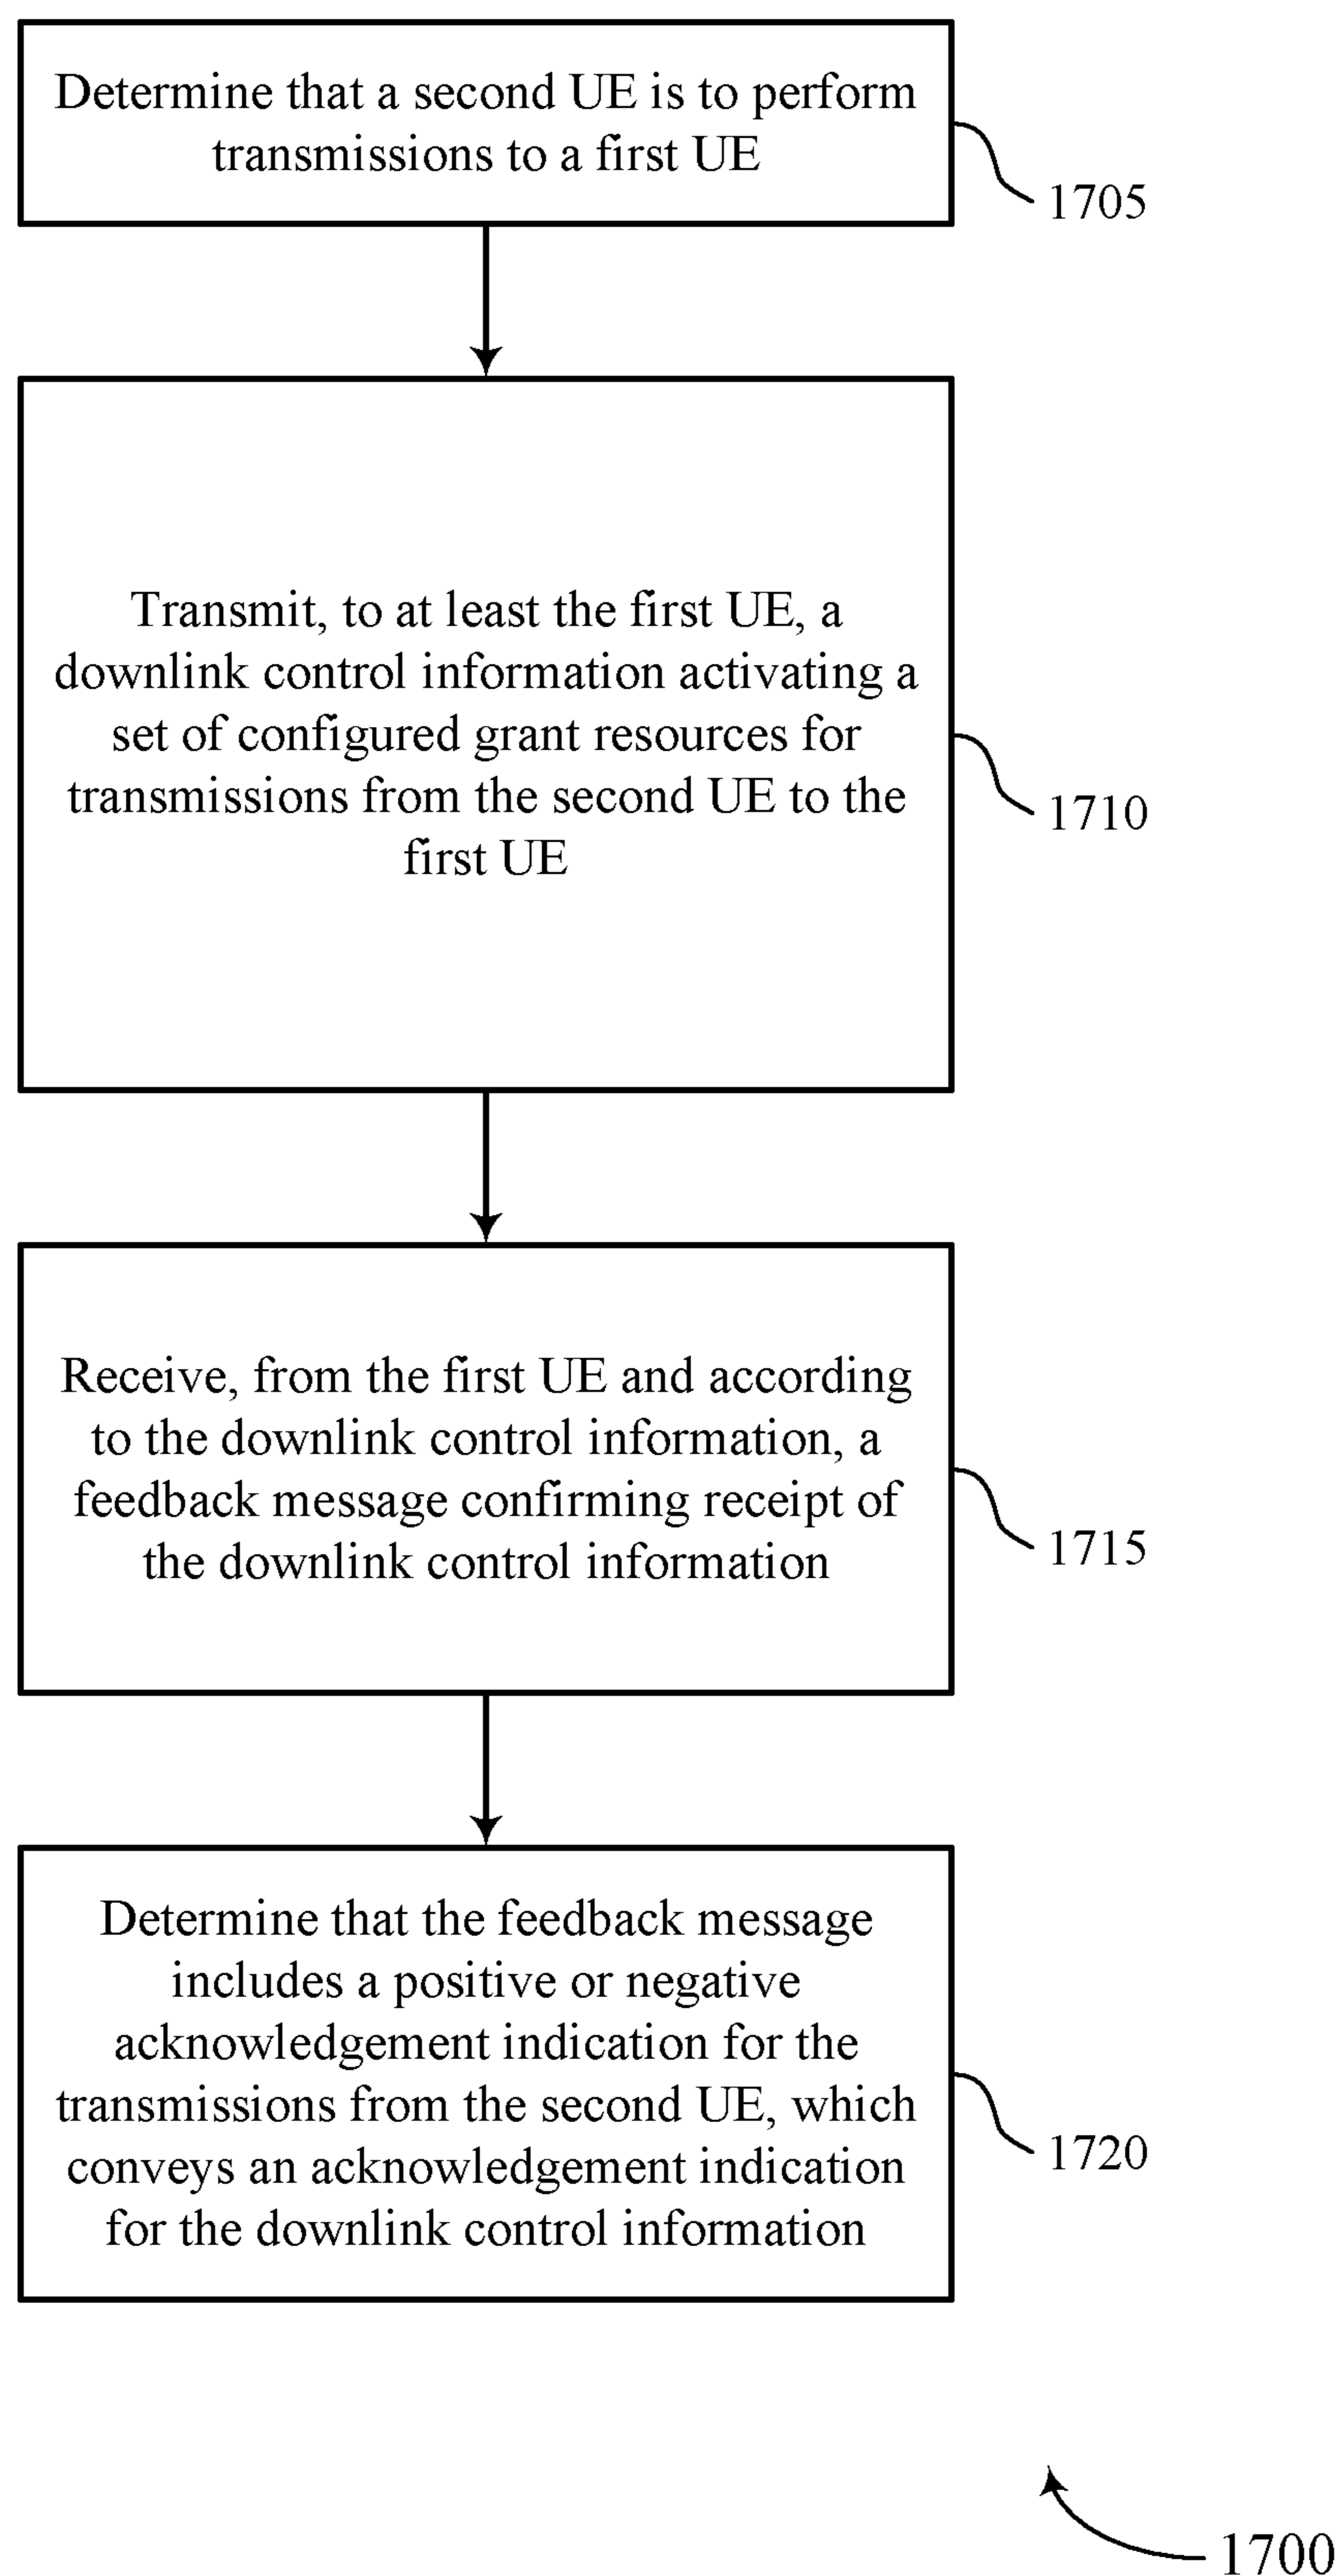 Determine that a second UE is to perform
transmissions to a first UE
1705
Transmit, to at least the first UE, a
downlink control information activating a
set of configured grant resources for
transmissions from the second UE to the
first UE
1710
Receive, from the first UE and according
to the downlink control information, a
feedback message confirming receipt of
the downlink control information
1715
Determine that the feedback message
includes a positive or negative
acknowledgement indication for the
transmissions from the second UE, which
conveys an acknowledgement indication
for the downlink control information
1720
1700